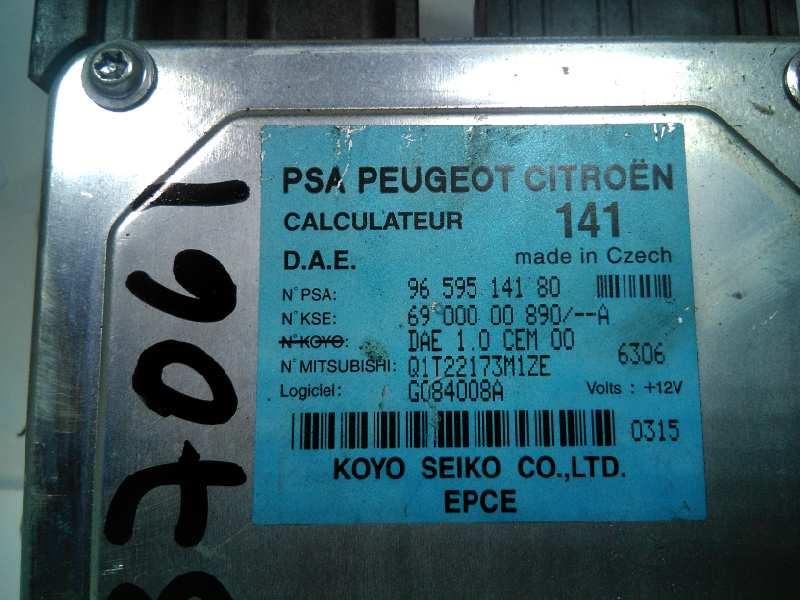 PSA PEUGEOT CITROËN
CALCULATEUR 141
D.A.E. made in Czech
N° PSA: 96 595 141 80
N° KSE: 69 000 00 890/--A
N° KOYO: DAE 1.0 CEM 00
N° MITSUBISHI: Q1T22173M1ZE 6306
Logiciel: G084008A Volts : +12V
0315
KOYO SEIKO CO.,LTD.
EPCE